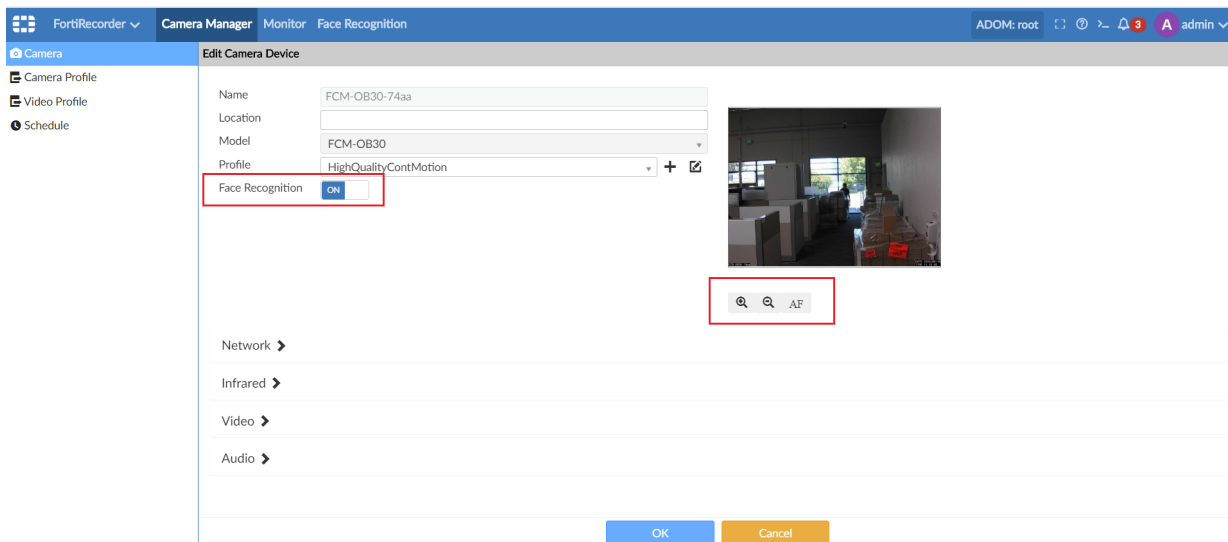 FortiRecorder Camera Manager Monitor Face Recognition ADOM: root 3 A admin
Camera
Edit Camera Device
Camera Profile
Video Profile
Schedule
Name FCM-OB30-74aa
Location
Model FCM-OB30
Profile HighQualityContMotion
Face Recognition ON
AF
Network
Infrared
Video
Audio
OK Cancel